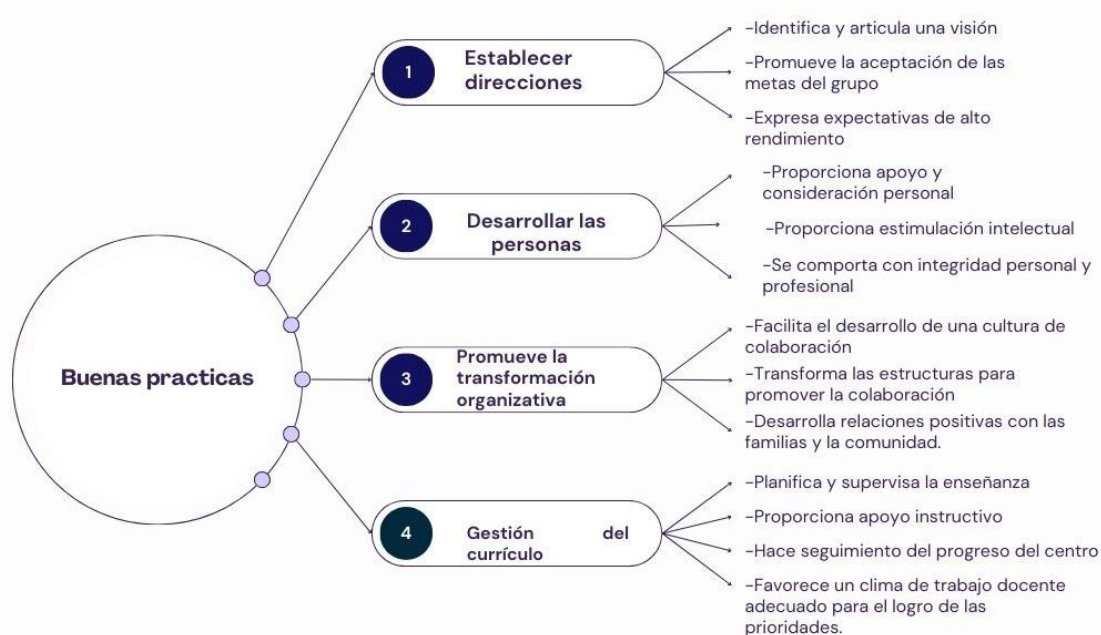 Buenas practicas
1
Establecer
direcciones
-Identifica y articula una visión
-Promueve la aceptación de las
metas del grupo
-Expresa expectativas de alto
rendimiento
2
Desarrollar las
personas
-Proporciona apoyo y
consideración personal
-Proporciona estimulación intelectual
-Se comporta con integridad personal y
profesional
3
Promueve la
transformación
organizativa
-Facilita el desarrollo de una cultura de
colaboración
-Transforma las estructuras para
promover la colaboración
-Desarrolla relaciones positivas con las
familias y la comunidad.
4
Gestión del
currículo
-Planifica y supervisa la enseñanza
-Proporciona apoyo instructivo
-Hace seguimiento del progreso del centro
-Favorece un clima de trabajo docente
adecuado para el logro de las
prioridades.